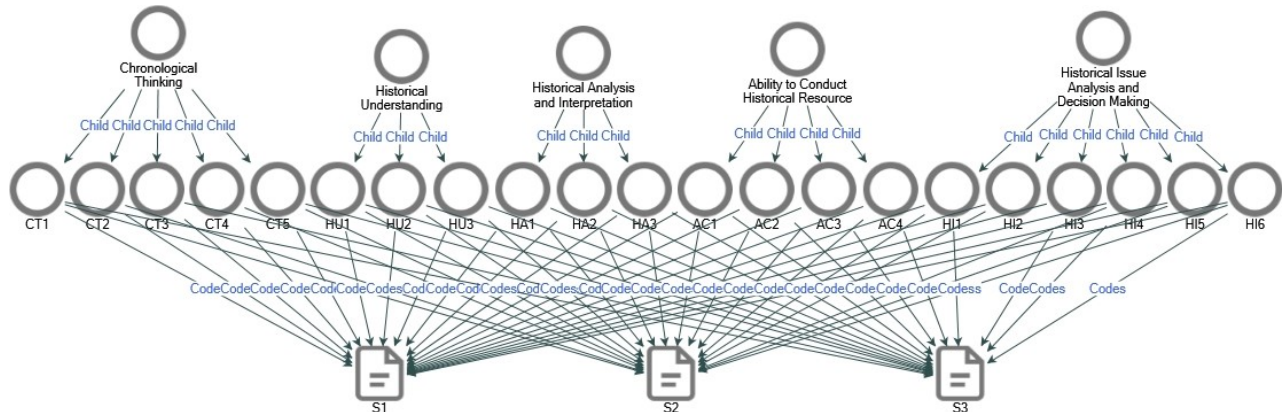 Chronological
Thinking
Historical
Understanding
Historical Analysis
and Interpretation
Ability to Conduct
Historical Resource
Historical Issue
Analysis and
Decision Making
Child Child Child Child Child
Child Child Child
Child Child Child
Child Child Child Child
Child Child Child Child Child Child
CT1 CT2 CT3 CT4 CT5 HU1 HU2 HU3 HA1 HA2 HA3 AC1 AC2 AC3 AC4 HI1 HI2 HI3 HI4 HI5 HI6
CodeCodes Codes
S1 S2 S3